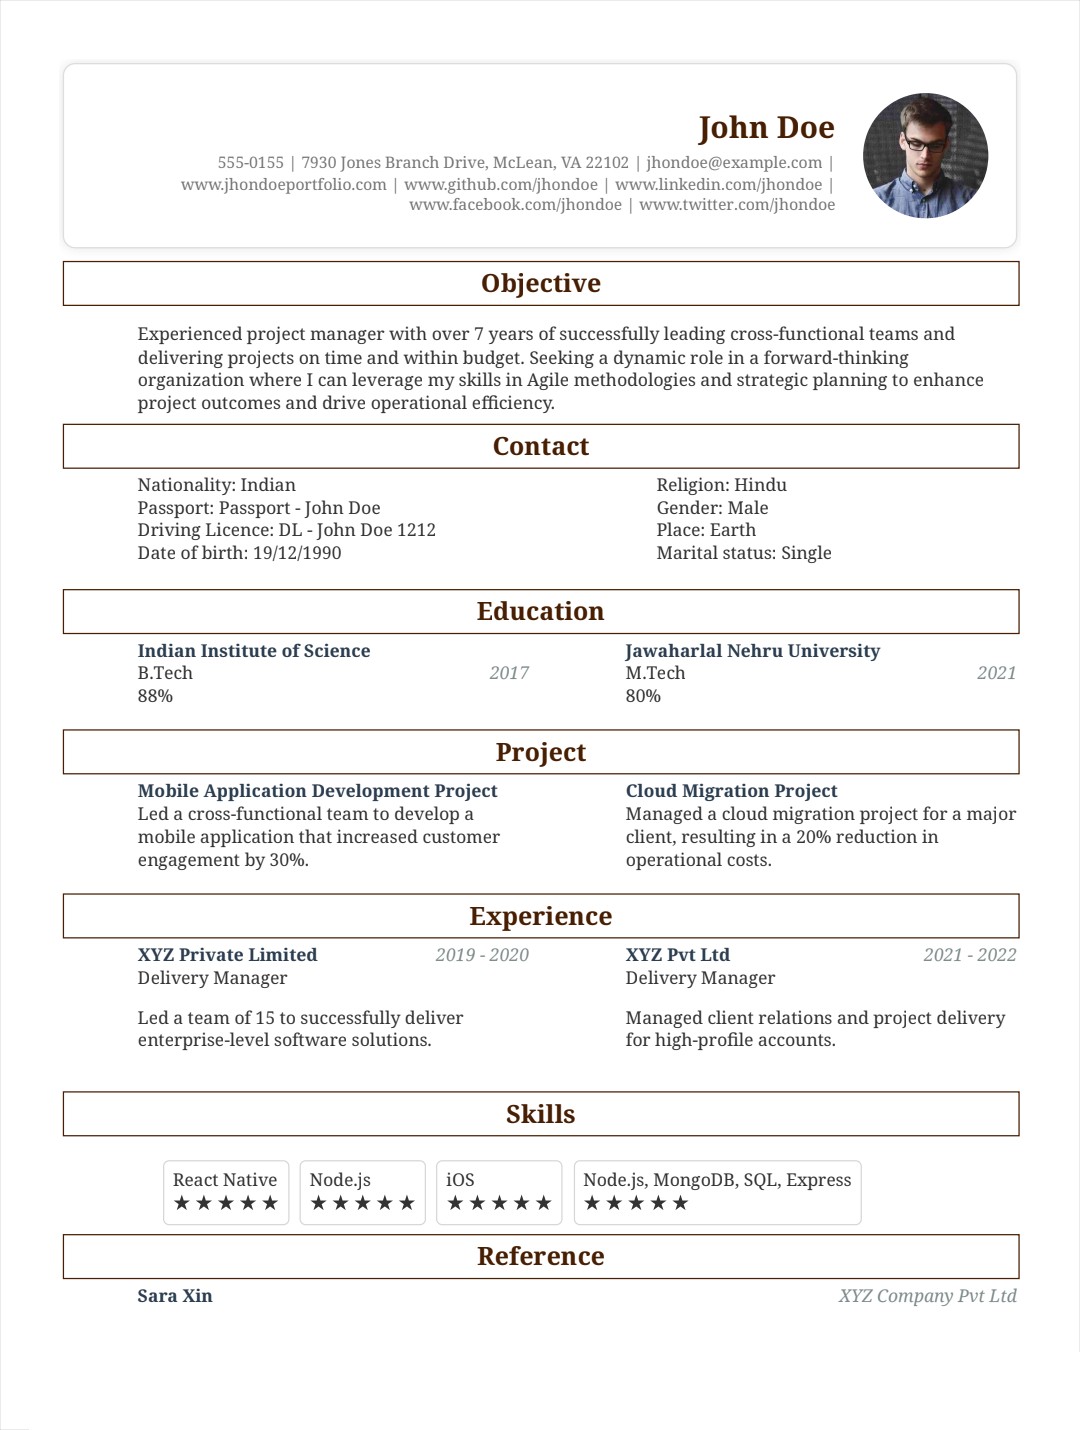 John Doe
555-0155 | 7930 Jones Branch Drive, McLean, VA 22102 | jhondoe@example.com |
www.jhondoeportfolio.com | www.github.com/jhondoe | www.linkedin.com/jhondoe |
www.facebook.com/jhondoe | www.twitter.com/jhondoe
Objective
Experienced project manager with over 7 years of successfully leading cross-functional teams and
delivering projects on time and within budget. Seeking a dynamic role in a forward-thinking
organization where I can leverage my skills in Agile methodologies and strategic planning to enhance
project outcomes and drive operational efficiency.
Contact
Nationality: Indian
Passport: Passport - John Doe
Driving Licence: DL - John Doe 1212
Date of birth: 19/12/1990
Religion: Hindu
Gender: Male
Place: Earth
Marital status: Single
Education
Indian Institute of Science
B.Tech 2017
88%
Jawaharlal Nehru University
M.Tech 2021
80%
Project
Mobile Application Development Project
Led a cross-functional team to develop a
mobile application that increased customer
engagement by 30%.
Cloud Migration Project
Managed a cloud migration project for a major
client, resulting in a 20% reduction in
operational costs.
Experience
XYZ Private Limited 2019 - 2020
Delivery Manager
Led a team of 15 to successfully deliver
enterprise-level software solutions.
XYZ Pvt Ltd 2021 - 2022
Delivery Manager
Managed client relations and project delivery
for high-profile accounts.
Skills
React Native
★★★★★
Node.js
★★★★★
iOS
★★★★★
Node.js, MongoDB, SQL, Express
★★★★★
Reference
Sara Xin XYZ Company Pvt Ltd